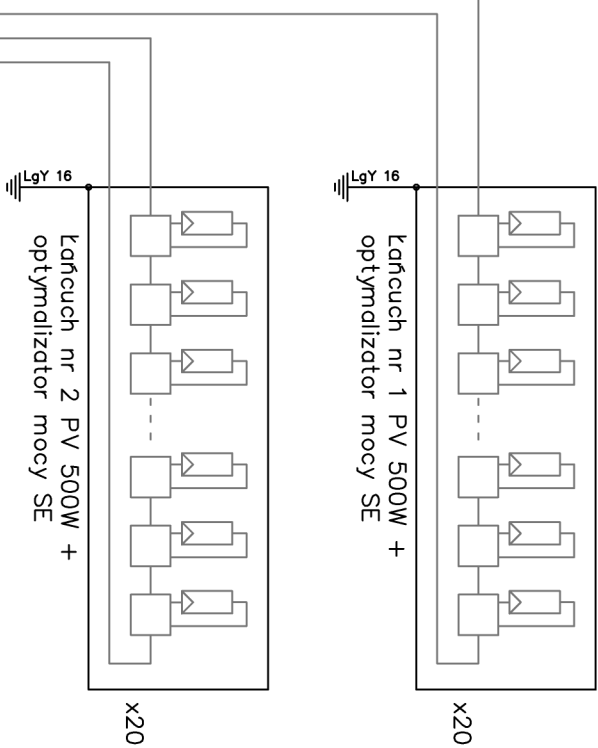 LgY 16
LgY 16
Łańcuch nr 2 PV 500W +
optymalizator mocy SE
Łańcuch nr 1 PV 500W +
optymalizator mocy SE
x20
x20